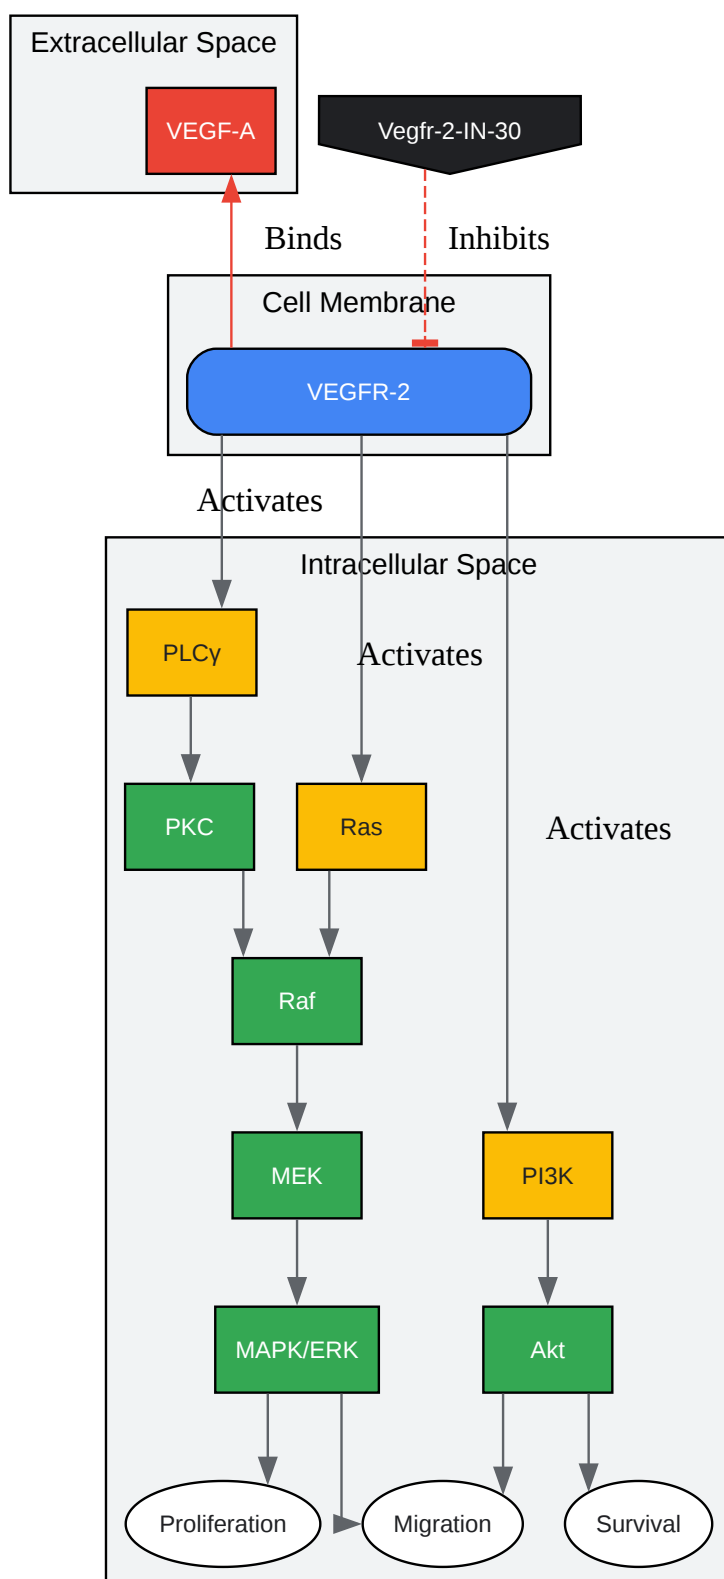 Extracellular Space
VEGF-A
Vegfr-2-IN-30
Binds
Inhibits
Cell Membrane
VEGFR-2
Activates
Intracellular Space
PLCγ
Activates
PKC
Ras
Activates
Raf
MEK
PI3K
MAPK/ERK
Akt
Proliferation
Migration
Survival